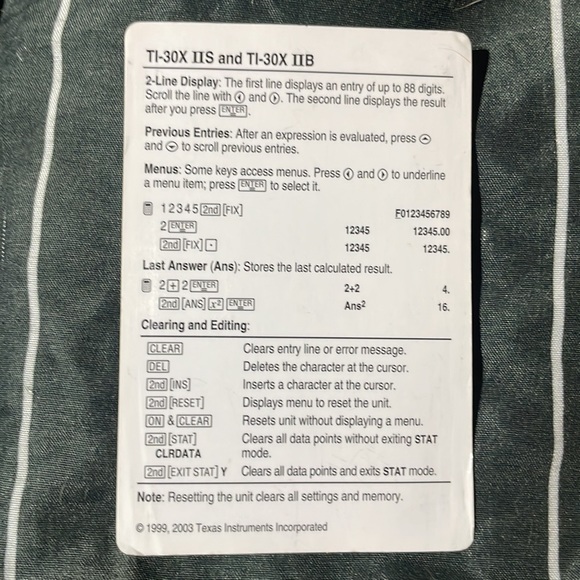 TI-30X IIS and TI-30X IIB
2-Line Display: The first line displays an entry of up to 88 digits.
Scroll the line with ◀ and ▶. The second line displays the result
after you press [ENTER].
Previous Entries: After an expression is evaluated, press ▲
and ▼ to scroll previous entries.
Menus: Some keys access menus. Press ◀ and ▶ to underline
a menu item; press [ENTER] to select it.
12345 [2nd] [FIX] F0123456789
2 [ENTER] 12345 12345.00
[2nd] [FIX] [.] 12345 12345.
Last Answer (Ans): Stores the last calculated result.
2 [+] 2 [ENTER] 2+2 4.
[2nd] [ANS] [x²] [ENTER] Ans² 16.
Clearing and Editing:
[CLEAR] Clears entry line or error message.
[DEL] Deletes the character at the cursor.
[2nd] [INS] Inserts a character at the cursor.
[2nd] [RESET] Displays menu to reset the unit.
[ON] & [CLEAR] Resets unit without displaying a menu.
[2nd] [STAT] Clears all data points without exiting STAT
CLRDATA mode.
[2nd] [EXIT STAT] Y Clears all data points and exits STAT mode.
Note: Resetting the unit clears all settings and memory.
© 1999, 2003 Texas Instruments Incorporated